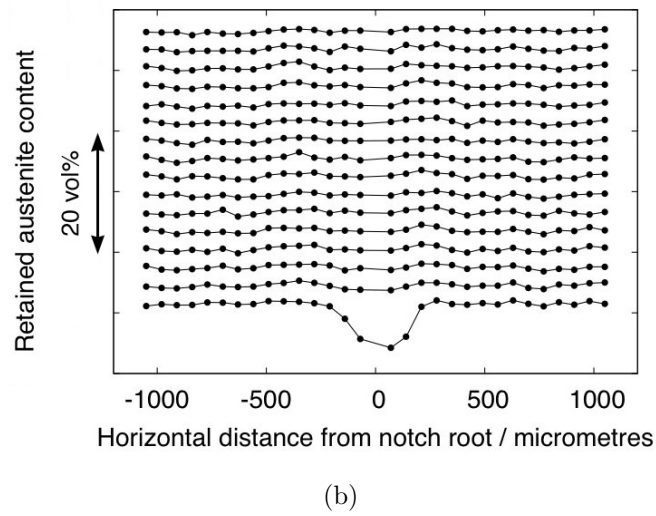 Retained austenite content
20 vol%
-1000 -500 0 500 1000
Horizontal distance from notch root / micrometres
(b)